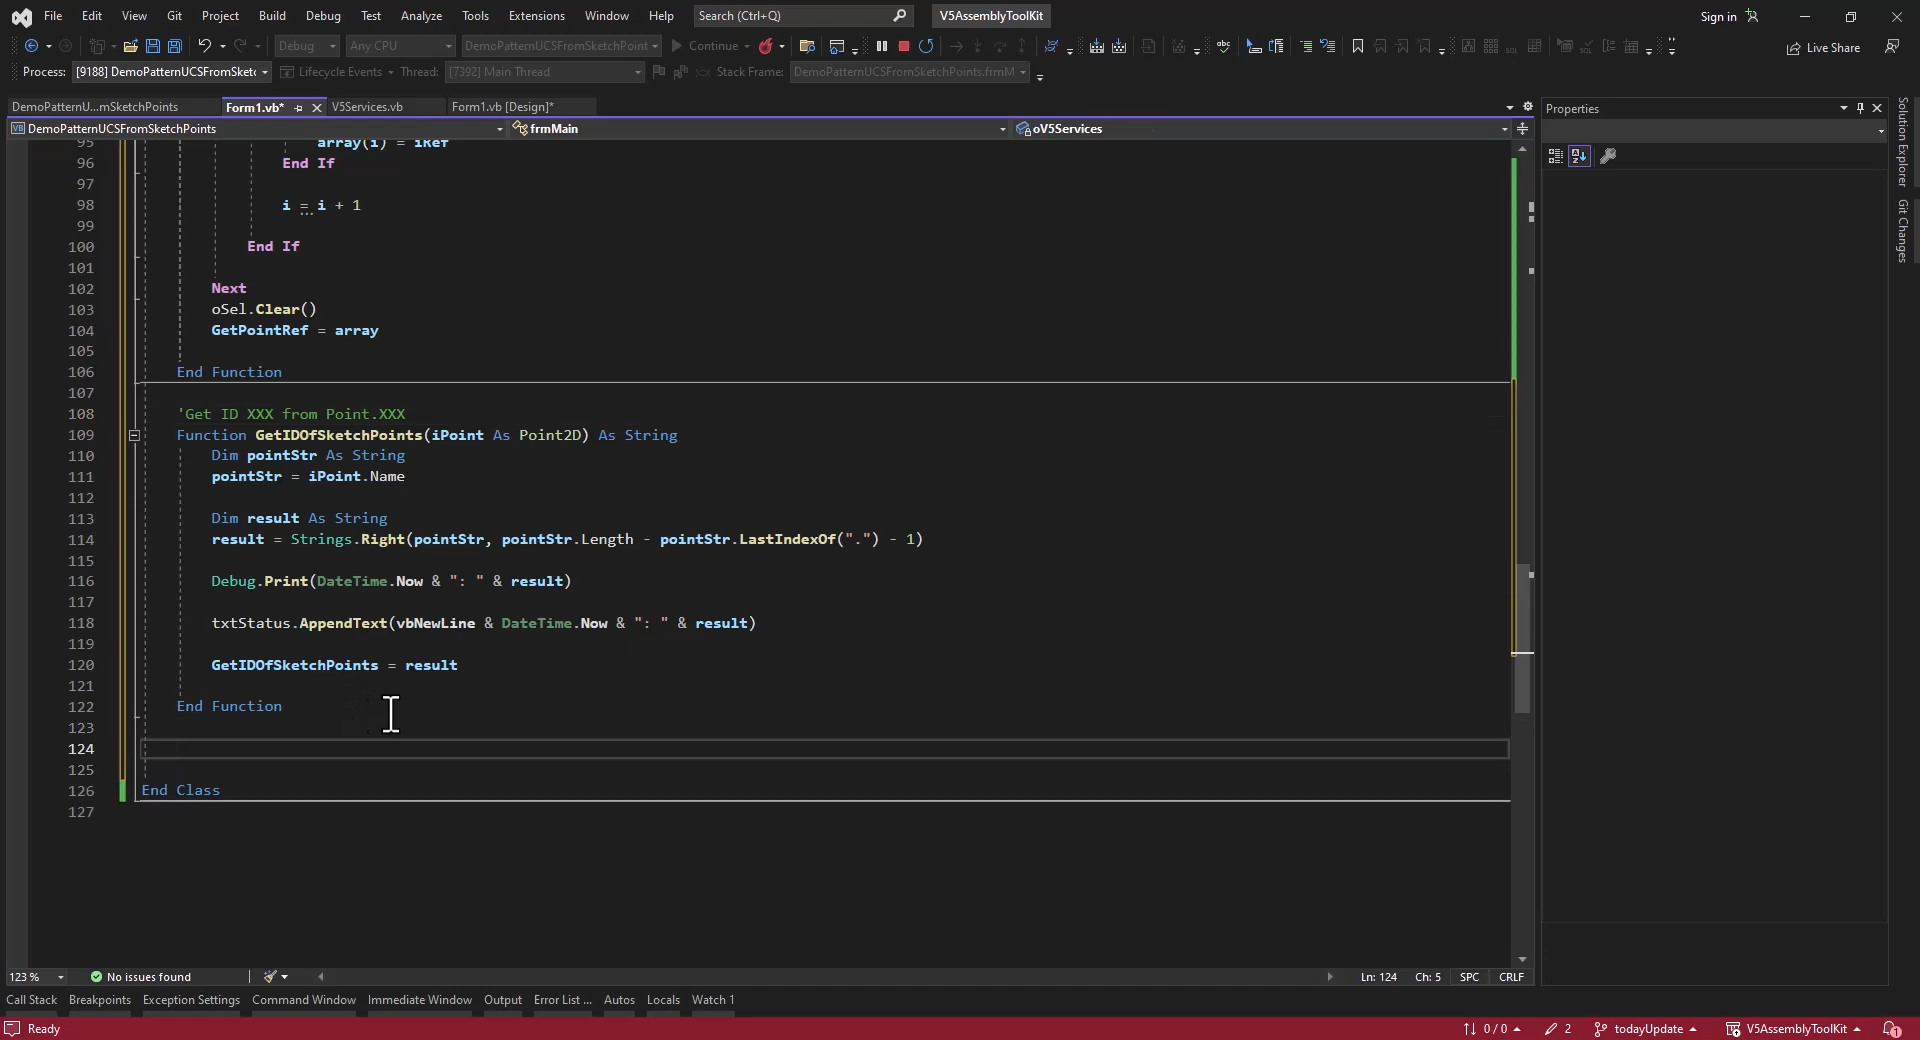 File Edit View Git Project Build Debug Test Analyze Tools Extensions Window Help Search (Ctrl+Q) V5AssemblyToolKit Sign in
Debug Any CPU DemoPatternUCSFromSketchPoint Continue Live Share
Process: [9188] DemoPatternUCSFromSketc Lifecycle Events Thread: [7392] Main Thread Stack Frame: DemoPatternUCSFromSketchPoints.frmM
DemoPatternU...mSketchPoints Form1.vb* V5Services.vb Form1.vb [Design]* Properties
VB DemoPatternUCSFromSketchPoints frmMain oV5Services
95 array(i) = iRef
96 End If
97
98 i = i + 1
99
100 End If
101
102 Next
103 oSel.Clear()
104 GetPointRef = array
105
106 End Function
107
108 'Get ID XXX from Point.XXX
109 Function GetIDOfSketchPoints(iPoint As Point2D) As String
110 Dim pointStr As String
111 pointStr = iPoint.Name
112
113 Dim result As String
114 result = Strings.Right(pointStr, pointStr.Length - pointStr.LastIndexOf(".") - 1)
115
116 Debug.Print(DateTime.Now & ": " & result)
117
118 txtStatus.AppendText(vbNewLine & DateTime.Now & ": " & result)
119
120 GetIDOfSketchPoints = result
121
122 End Function
123
124
125
126 End Class
127
Solution Explorer
Git Changes
123 % No issues found Ln: 124 Ch: 5 SPC CRLF
Call Stack Breakpoints Exception Settings Command Window Immediate Window Output Error List ... Autos Locals Watch 1
Ready 0 / 0 2 todayUpdate V5AssemblyToolKit 1